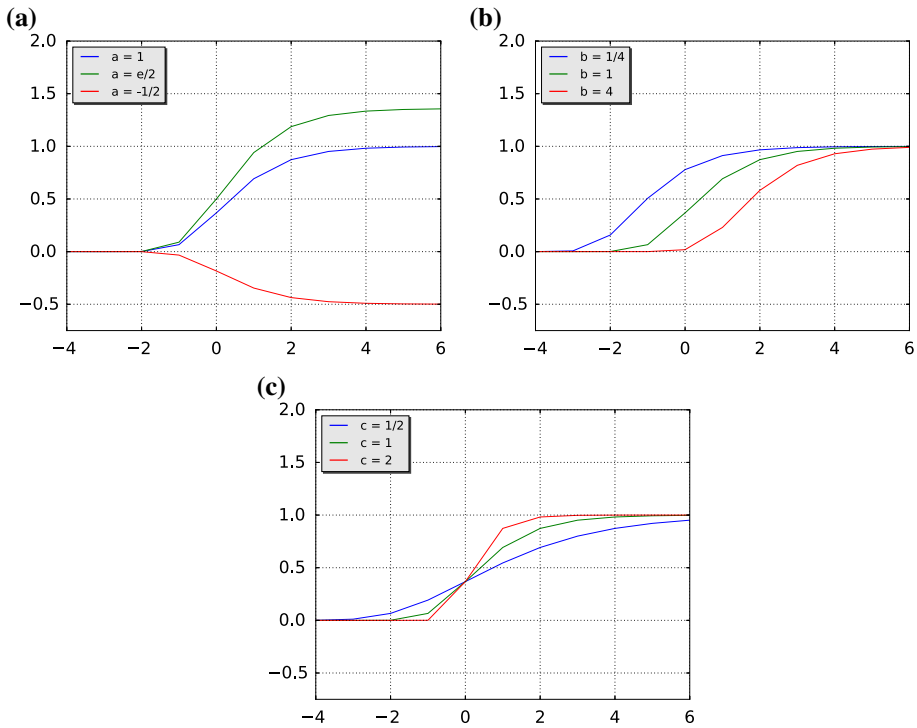 (a)
2.0
1.5
1.0
0.5
0.0
−0.5
−4 −2 0 2 4 6
a = 1
a = e/2
a = -1/2
(b)
2.0
1.5
1.0
0.5
0.0
−0.5
−4 −2 0 2 4 6
b = 1/4
b = 1
b = 4
(c)
2.0
1.5
1.0
0.5
0.0
−0.5
−4 −2 0 2 4 6
c = 1/2
c = 1
c = 2